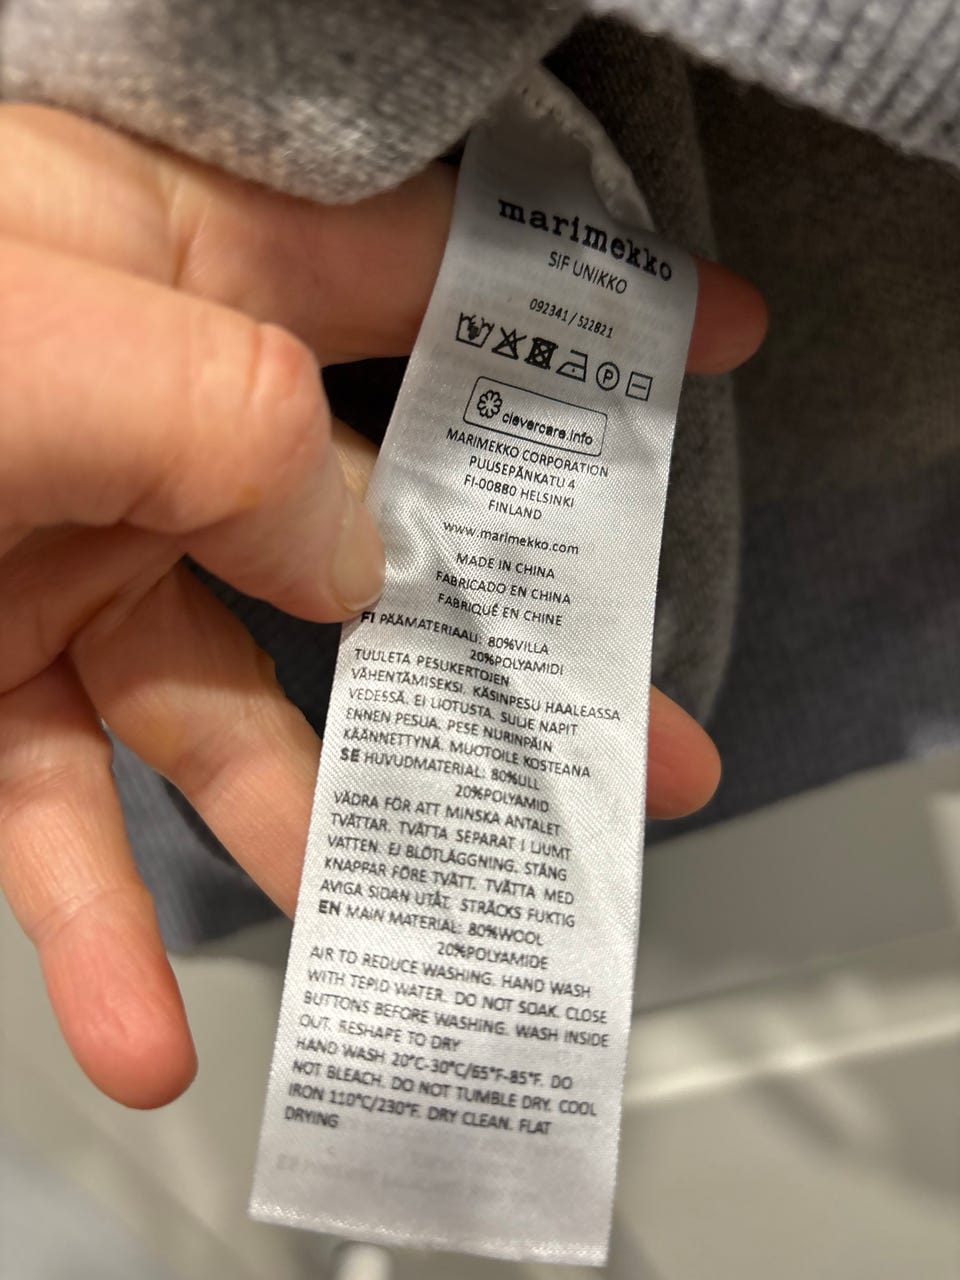 marimekko
SIF UNIKKO
092341 / 522821
P
clevercare.info
MARIMEKKO CORPORATION
PUUSEPÄNKATU 4
FI-00880 HELSINKI
FINLAND
www.marimekko.com
MADE IN CHINA
FABRICADO EN CHINA
FABRIQUÉ EN CHINE
FI PÄÄMATERIAALI: 80%VILLA
20%POLYAMIDI
TUULETA PESUKERTOJEN
VÄHENTÄMISEKSI. KÄSINPESU HAALEASSA
VEDESSÄ. EI LIOTUSTA. SULJE NAPIT
ENNEN PESUA. PESE NURINPÄIN
KÄÄNNETTYNÄ. MUOTOILE KOSTEANA
SE HUVUDMATERIAL: 80%ULL
20%POLYAMID
VÄDRA FÖR ATT MINSKA ANTALET
TVÄTTAR. TVÄTTA SEPARAT I LJUMT
VATTEN. EJ BLÖTLÄGGNING. STÄNG
KNAPPAR FÖRE TVÄTT. TVÄTTA MED
AVIGA SIDAN UTÅT. STRÄCKS FUKTIG
EN MAIN MATERIAL: 80%WOOL
20%POLYAMIDE
AIR TO REDUCE WASHING. HAND WASH
WITH TEPID WATER. DO NOT SOAK. CLOSE
BUTTONS BEFORE WASHING. WASH INSIDE
OUT. RESHAPE TO DRY
HAND WASH 20°C-30°C/65°F-85°F. DO
NOT BLEACH. DO NOT TUMBLE DRY. COOL
IRON 110°C/230°F. DRY CLEAN. FLAT
DRYING